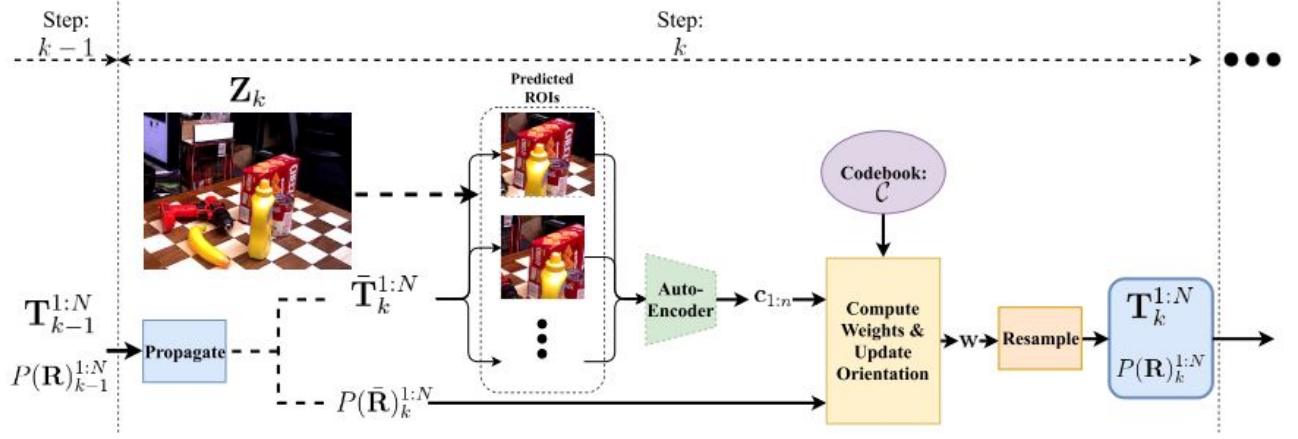 Step:
k − 1
Step:
k
Z_k
Predicted
ROIs
Codebook:
𝒞
T̄_k^{1:N}
Auto-
Encoder
c_{1:n}
Compute
Weights &
Update
Orientation
w
Resample
T_k^{1:N}
P(R)_k^{1:N}
T_{k−1}^{1:N}
P(R)_{k−1}^{1:N}
Propagate
P(R̄)_k^{1:N}